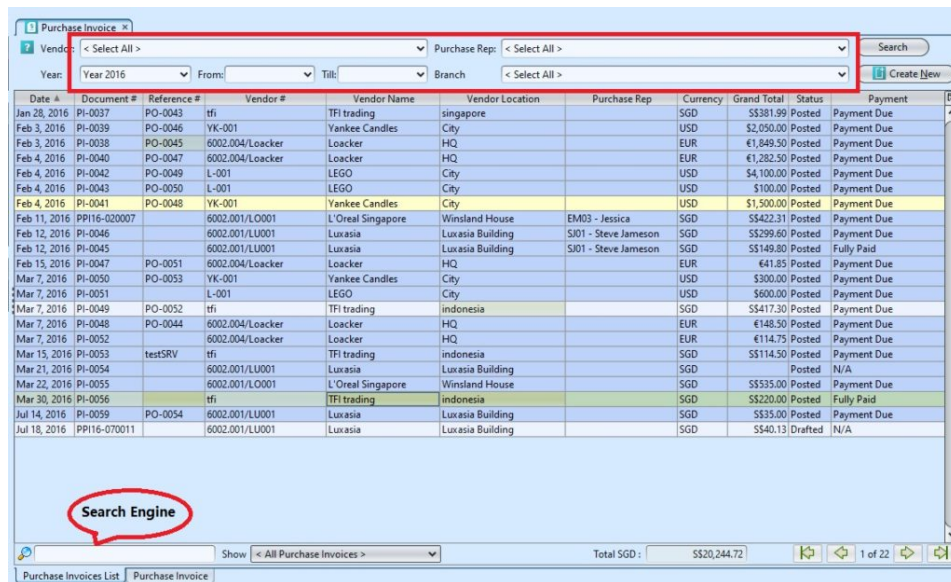 Purchase Invoice ×
Vendor: < Select All > Purchase Rep: < Select All > Search
Year: Year 2016 From: Till: Branch < Select All > Create New
Date Document # Reference # Vendor # Vendor Name Vendor Location Purchase Rep Currency Grand Total Status Payment
Jan 28, 2016 PI-0037 PO-0043 tfi TFI trading singapore SGD S$381.99 Posted Payment Due
Feb 3, 2016 PI-0039 PO-0046 YK-001 Yankee Candles City USD $2,050.00 Posted Payment Due
Feb 3, 2016 PI-0038 PO-0045 6002.004/Loacker Loacker HQ EUR €1,849.50 Posted Payment Due
Feb 4, 2016 PI-0040 PO-0047 6002.004/Loacker Loacker HQ EUR €1,282.50 Posted Payment Due
Feb 4, 2016 PI-0042 PO-0049 L-001 LEGO City USD $4,100.00 Posted Payment Due
Feb 4, 2016 PI-0043 PO-0050 L-001 LEGO City USD $100.00 Posted Payment Due
Feb 4, 2016 PI-0041 PO-0048 YK-001 Yankee Candles City USD $1,500.00 Posted Payment Due
Feb 11, 2016 PPI16-020007 6002.001/LO001 L'Oreal Singapore Winsland House EM03 - Jessica SGD S$422.31 Posted Payment Due
Feb 12, 2016 PI-0046 6002.001/LU001 Luxasia Luxasia Building SJ01 - Steve Jameson SGD S$299.60 Posted Payment Due
Feb 12, 2016 PI-0045 6002.001/LU001 Luxasia Luxasia Building SJ01 - Steve Jameson SGD S$149.80 Posted Fully Paid
Feb 15, 2016 PI-0047 PO-0051 6002.004/Loacker Loacker HQ EUR €41.85 Posted Payment Due
Mar 7, 2016 PI-0050 PO-0053 YK-001 Yankee Candles City USD $300.00 Posted Payment Due
Mar 7, 2016 PI-0051 L-001 LEGO City USD $600.00 Posted Payment Due
Mar 7, 2016 PI-0049 PO-0052 tfi TFI trading indonesia SGD S$417.30 Posted Payment Due
Mar 7, 2016 PI-0048 PO-0044 6002.004/Loacker Loacker HQ EUR €148.50 Posted Payment Due
Mar 7, 2016 PI-0052 6002.004/Loacker Loacker HQ EUR €114.75 Posted Payment Due
Mar 15, 2016 PI-0053 testSRV tfi TFI trading indonesia SGD S$114.50 Posted Payment Due
Mar 21, 2016 PI-0054 6002.001/LU001 Luxasia Luxasia Building SGD Posted N/A
Mar 22, 2016 PI-0055 6002.001/LO001 L'Oreal Singapore Winsland House SGD S$535.00 Posted Payment Due
Mar 30, 2016 PI-0056 tfi TFI trading indonesia SGD S$220.00 Posted Fully Paid
Jul 14, 2016 PI-0059 PO-0054 6002.001/LU001 Luxasia Luxasia Building SGD S$35.00 Posted Payment Due
Jul 18, 2016 PPI16-070011 6002.001/LU001 Luxasia Luxasia Building SGD S$40.13 Drafted N/A
Search Engine
Show < All Purchase Invoices > Total SGD : S$20,244.72 1 of 22
Purchase Invoices List Purchase Invoice